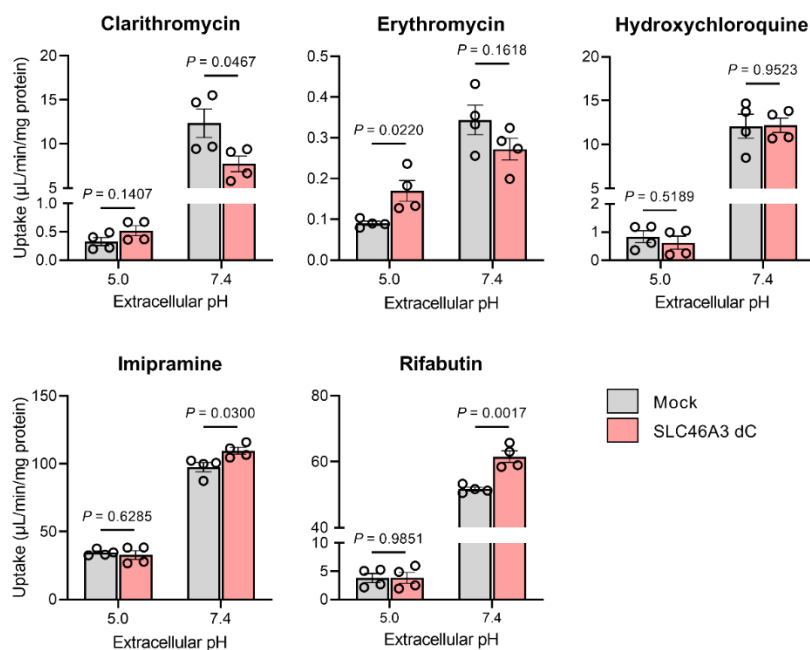 Clarithromycin
Uptake (µL/min/mg protein)
20
15
10
5
1.0
0.5
0.0
P = 0.1407
P = 0.0467
5.0
7.4
Extracellular pH
Erythromycin
0.5
0.4
0.3
0.2
0.1
0.0
P = 0.0220
P = 0.1618
5.0
7.4
Extracellular pH
Hydroxychloroquine
20
15
10
5
2
1
0
P = 0.5189
P = 0.9523
5.0
7.4
Extracellular pH
Imipramine
Uptake (µL/min/mg protein)
150
100
50
0
P = 0.6285
P = 0.0300
5.0
7.4
Extracellular pH
Rifabutin
80
60
40
10
5
0
P = 0.9851
P = 0.0017
5.0
7.4
Extracellular pH
Mock
SLC46A3 dC